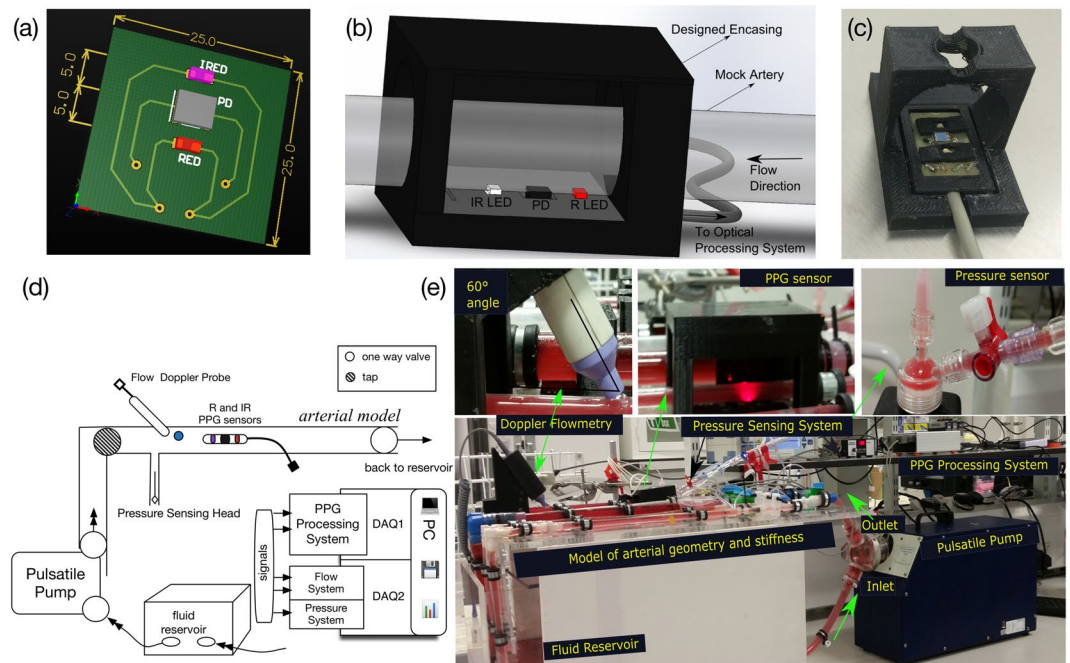 (a)
25.0
5.0
5.0
IRED
PD
RED
25.0
(b)
Designed Encasing
Mock Artery
Flow
Direction
IR LED
PD
R LED
To Optical
Processing System
(c)
(d)
one way valve
tap
Flow Doppler Probe
R and IR
PPG sensors
arterial model
back to reservoir
Pressure Sensing Head
Pulsatile
Pump
fluid
reservoir
signals
PPG
Processing
System
DAQ1
Flow
System
Pressure
System
DAQ2
PC
(e)
60°
angle
PPG sensor
Pressure sensor
Doppler Flowmetry
Pressure Sensing System
PPG Processing System
Outlet
Model of arterial geometry and stiffness
Pulsatile Pump
Inlet
Fluid Reservoir